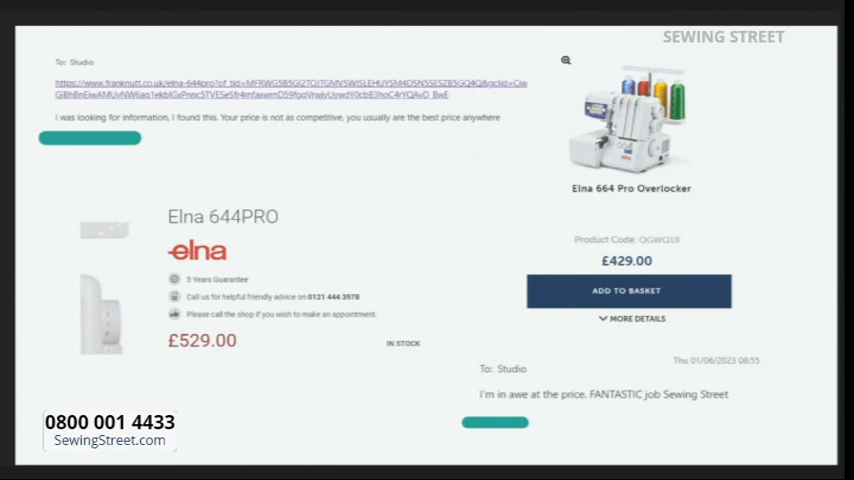 SEWING STREET
To: Studio
I was looking for information, I found this. Your price is not as competitive, you usually are the best price anywhere
664
Elna 664 Pro Overlocker
Product Code: QGWQ18
£429.00
ADD TO BASKET
MORE DETAILS
Elna 644PRO
elna
5 Years Guarantee
Call us for helpful friendly advice on 0121 444 3978
Please call the shop if you wish to make an appointment.
£529.00
IN STOCK
Thu 01/06/2023 08:55
To: Studio
I'm in awe at the price. FANTASTIC job Sewing Street
0800 001 4433
SewingStreet.com